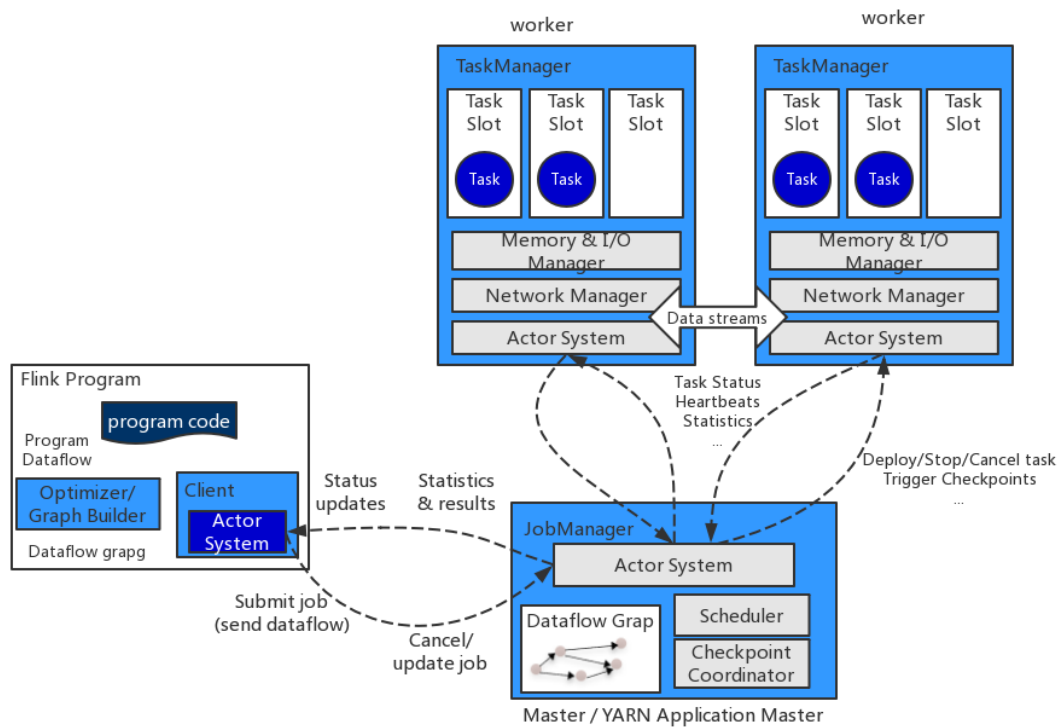 worker
TaskManager
Task
Slot
Task
Slot
Task
Slot
Task
Task
Memory & I/O
Manager
Network Manager
Actor System
worker
TaskManager
Task
Slot
Task
Slot
Task
Slot
Task
Task
Memory & I/O
Manager
Network Manager
Actor System
Data streams
Flink Program
program code
Program
Dataflow
Optimizer/
Graph Builder
Dataflow grapg
Client
Actor
System
Status
updates
Statistics
& results
Submit job
(send dataflow)
Cancel/
update job
Task Status
Heartbeats
Statistics
...
Deploy/Stop/Cancel task
Trigger Checkpoints
...
JobManager
Actor System
Dataflow Grap
Scheduler
Checkpoint
Coordinator
Master / YARN Application Master